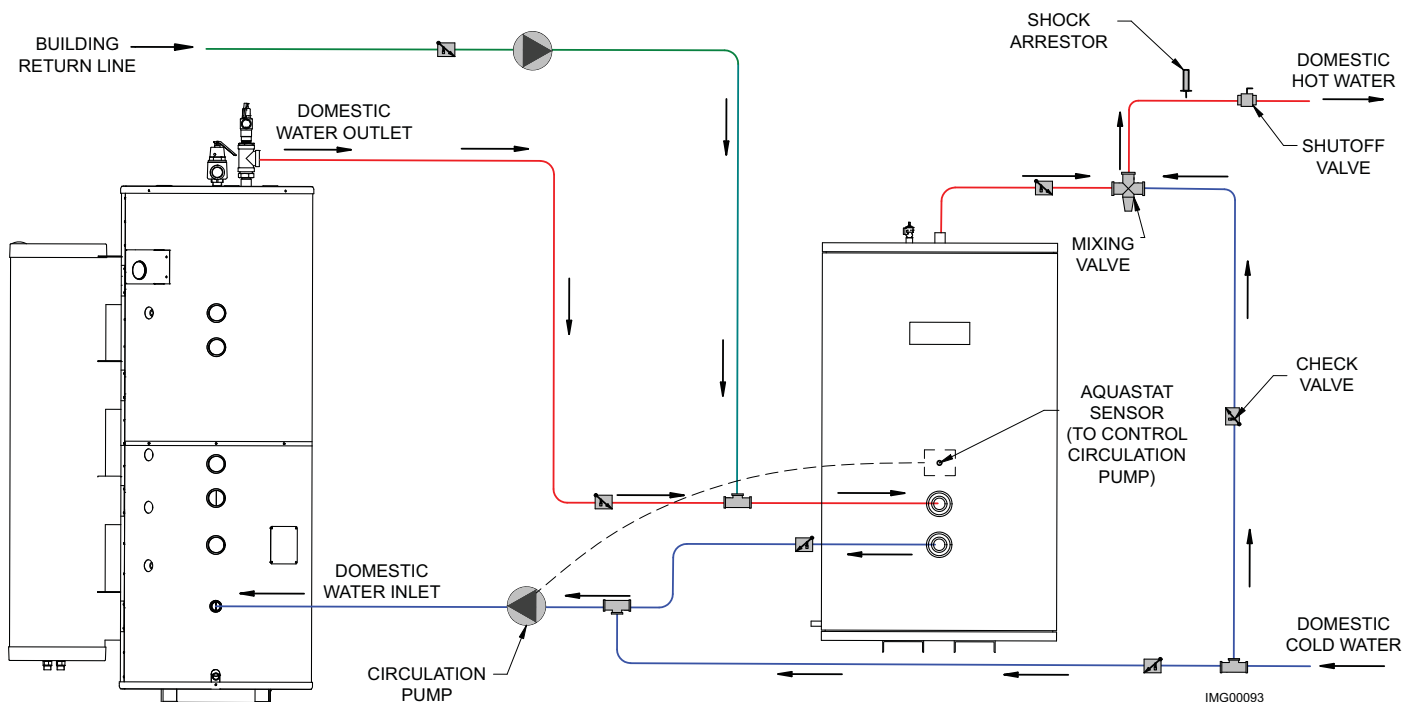 SHOCK
ARRESTOR
BUILDING
RETURN LINE
DOMESTIC
HOT WATER
DOMESTIC
WATER OUTLET
SHUTOFF
VALVE
MIXING
VALVE
CHECK
VALVE
AQUASTAT
SENSOR
(TO CONTROL
CIRCULATION
PUMP)
DOMESTIC
WATER INLET
DOMESTIC
COLD WATER
CIRCULATION
PUMP
IMG00093